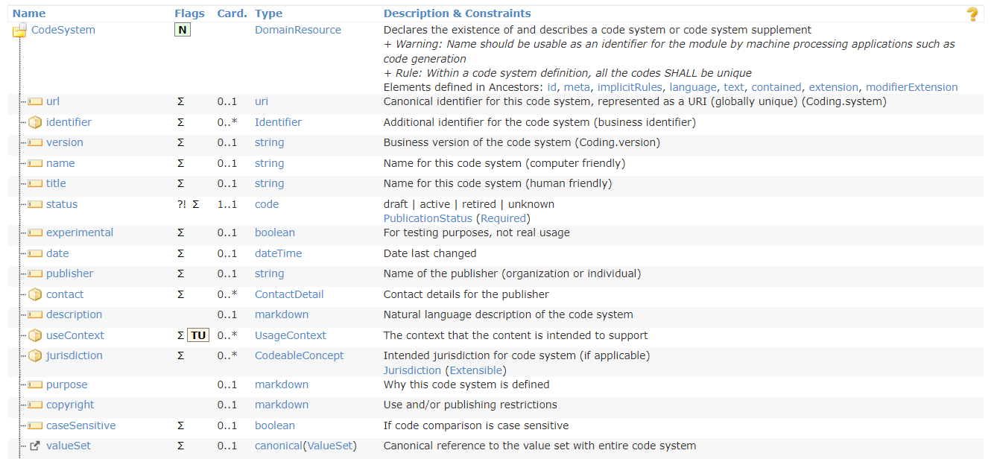 Name Flags Card. Type Description & Constraints ?
CodeSystem N DomainResource Declares the existence of and describes a code system or code system supplement
+ Warning: Name should be usable as an identifier for the module by machine processing applications such as
code generation
+ Rule: Within a code system definition, all the codes SHALL be unique
Elements defined in Ancestors: id, meta, implicitRules, language, text, contained, extension, modifierExtension
url Σ 0..1 uri Canonical identifier for this code system, represented as a URI (globally unique) (Coding.system)
identifier Σ 0..* Identifier Additional identifier for the code system (business identifier)
version Σ 0..1 string Business version of the code system (Coding.version)
name Σ 0..1 string Name for this code system (computer friendly)
title Σ 0..1 string Name for this code system (human friendly)
status ?! Σ 1..1 code draft | active | retired | unknown
PublicationStatus (Required)
experimental Σ 0..1 boolean For testing purposes, not real usage
date Σ 0..1 dateTime Date last changed
publisher Σ 0..1 string Name of the publisher (organization or individual)
contact Σ 0..* ContactDetail Contact details for the publisher
description 0..1 markdown Natural language description of the code system
useContext Σ TU 0..* UsageContext The context that the content is intended to support
jurisdiction Σ 0..* CodeableConcept Intended jurisdiction for code system (if applicable)
Jurisdiction (Extensible)
purpose 0..1 markdown Why this code system is defined
copyright 0..1 markdown Use and/or publishing restrictions
caseSensitive Σ 0..1 boolean If code comparison is case sensitive
valueSet Σ 0..1 canonical(ValueSet) Canonical reference to the value set with entire code system